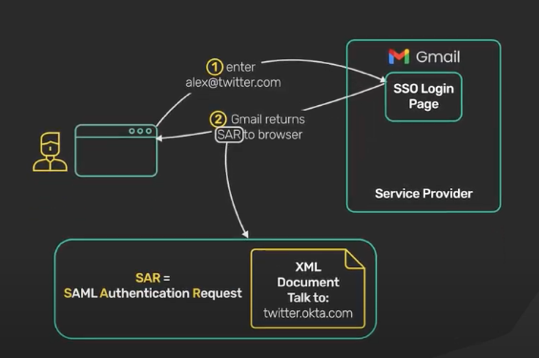 1 enter
alex@twitter.com
Gmail
SSO Login
Page
2 Gmail returns
SAR to browser
Service Provider
SAR =
SAML Authentication Request
XML
Document
Talk to:
twitter.okta.com